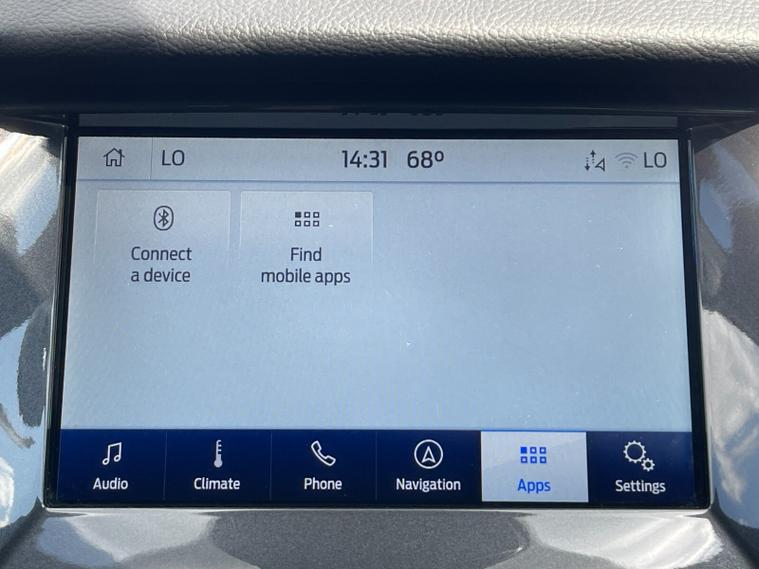 LO 14:31 68° LO
Connect
a device
Find
mobile apps
Audio Climate Phone Navigation Apps Settings